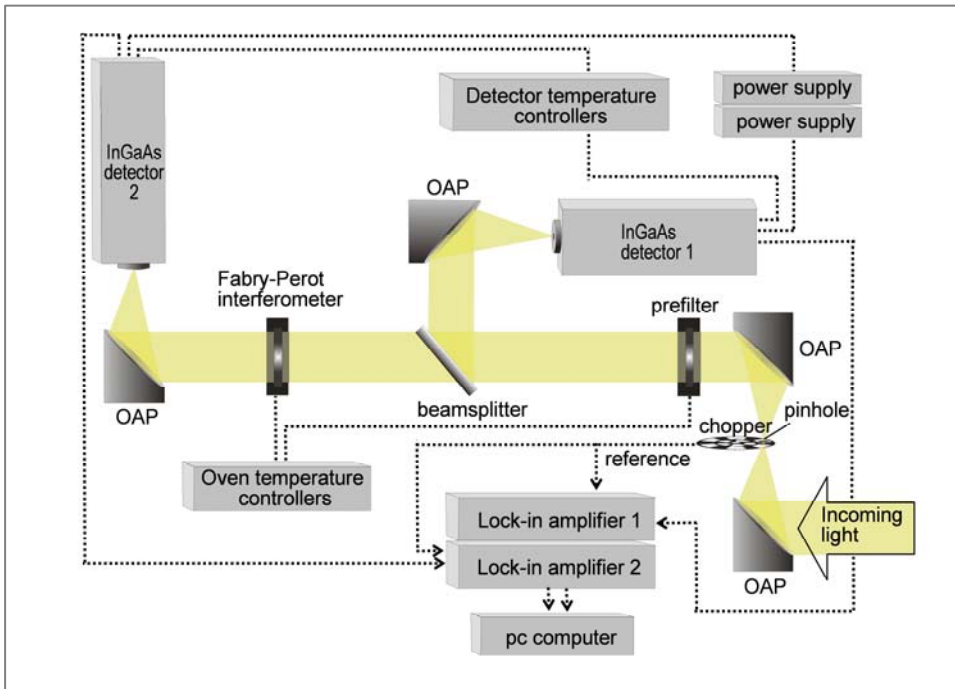 Detector temperature
controllers
power supply
power supply
InGaAs
detector
2
OAP
InGaAs
detector 1
Fabry-Perot
interferometer
prefilter
OAP
OAP
beamsplitter
chopper
pinhole
reference
Oven temperature
controllers
Lock-in amplifier 1
Incoming
light
Lock-in amplifier 2
OAP
pc computer